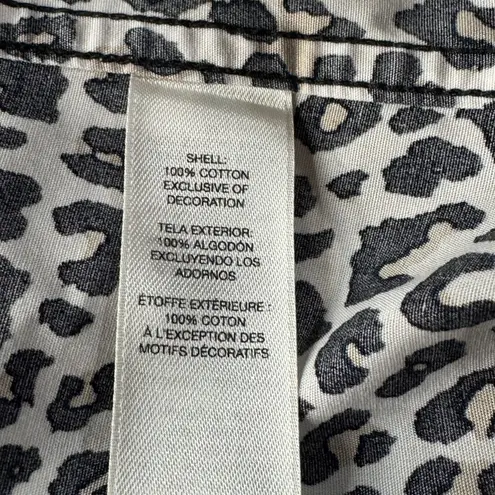 SHELL:
100% COTTON
EXCLUSIVE OF
DECORATION
TELA EXTERIOR:
100% ALGODÓN
EXCLUYENDO LOS
ADORNOS
ÉTOFFE EXTÉRIEURE :
100% COTON
À L'EXCEPTION DES
MOTIFS DÉCORATIFS